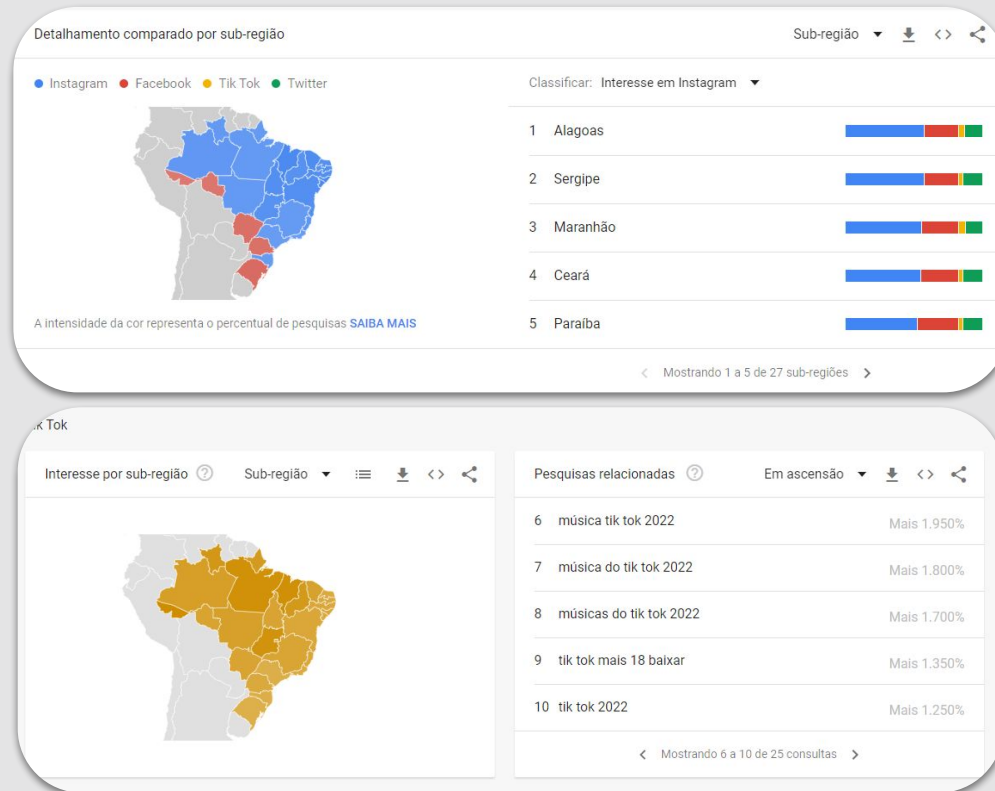 Detalhamento comparado por sub-região
Sub-região
Instagram Facebook Tik Tok Twitter
Classificar: Interesse em Instagram
1 Alagoas
2 Sergipe
3 Maranhão
4 Ceará
5 Paraíba
A intensidade da cor representa o percentual de pesquisas SAIBA MAIS
Mostrando 1 a 5 de 27 sub-regiões
k Tok
Interesse por sub-região
Sub-região
Pesquisas relacionadas
Em ascensão
6 música tik tok 2022 Mais 1.950%
7 música do tik tok 2022 Mais 1.800%
8 músicas do tik tok 2022 Mais 1.700%
9 tik tok mais 18 baixar Mais 1.350%
10 tik tok 2022 Mais 1.250%
Mostrando 6 a 10 de 25 consultas